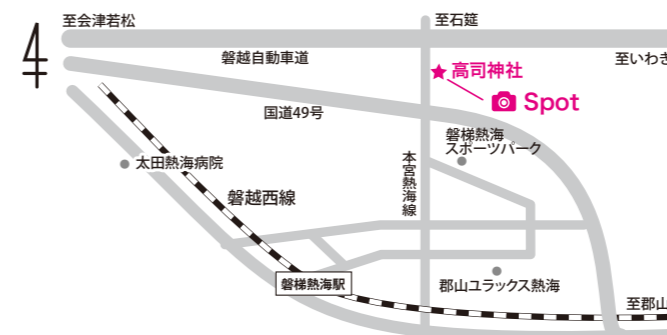 至会津若松
至石筵
磐越自動車道
至いわき
高司神社
Spot
国道49号
磐梯熱海
スポーツパーク
太田熱海病院
本宮熱海線
磐越西線
磐梯熱海駅
郡山ユラックス熱海
至郡山